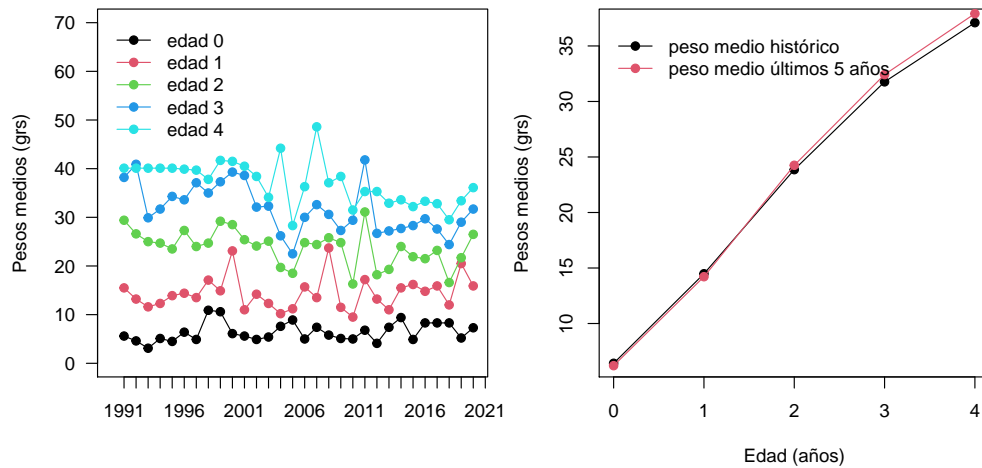 Pesos medios (grs)
70
60
50
40
30
20
10
0
edad 0
edad 1
edad 2
edad 3
edad 4
1991 1996 2001 2006 2011 2016 2021
Pesos medios (grs)
35
30
25
20
15
10
peso medio histórico
peso medio últimos 5 años
0 1 2 3 4
Edad (años)